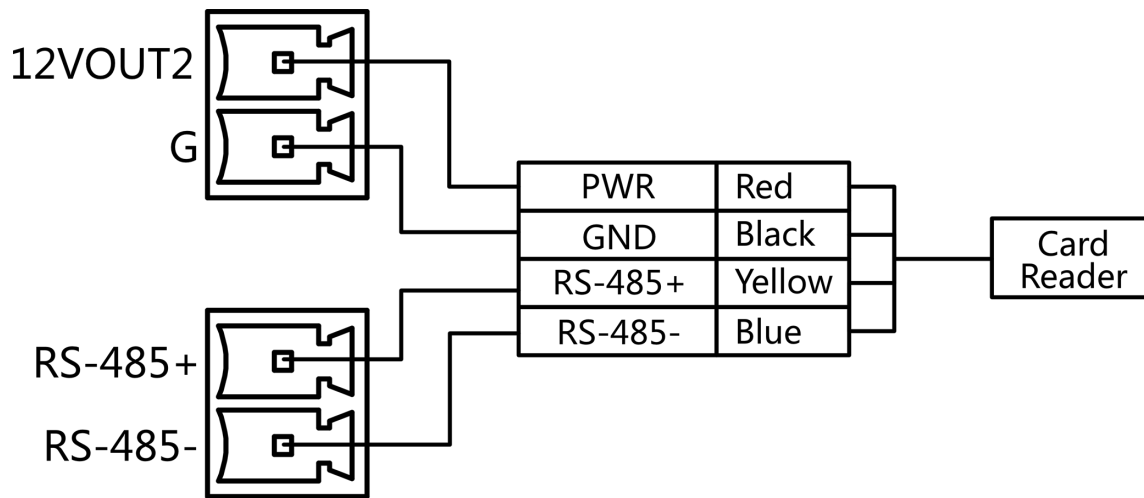 12VOUT2
G
PWR Red
GND Black
RS-485+ Yellow
RS-485- Blue
Card
Reader
RS-485+
RS-485-